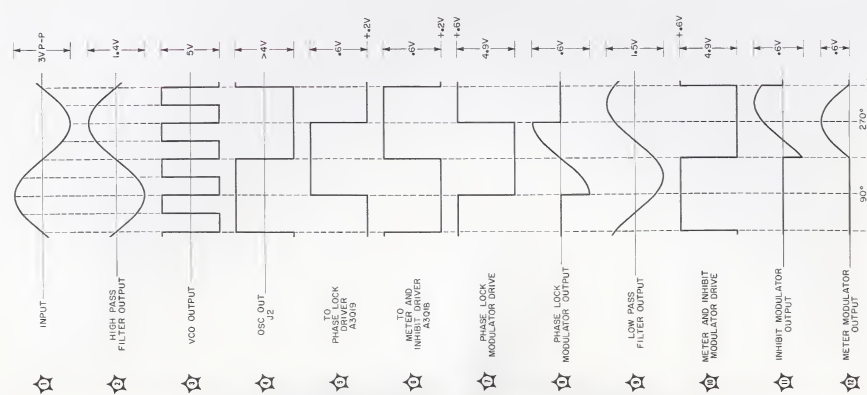 1
INPUT
3V P-P
2
HIGH PASS
FILTER OUTPUT
1.4V
3
VCO OUTPUT
5V
4
OSC OUT
J2
>4V
5
TO
PHASE LOCK
DRIVER
A3Q19
.6V
+.2V
6
TO
METER AND
INHIBIT DRIVER
A3Q18
.6V
+.2V
7
PHASE LOCK
MODULATOR DRIVE
+.6V
4.9V
8
PHASE LOCK
MODULATOR OUTPUT
.6V
9
LOW PASS
FILTER OUTPUT
1.5V
10
METER AND INHIBIT
MODULATOR DRIVE
+.6V
4.9V
11
INHIBIT MODULATOR
OUTPUT
.6V
12
METER MODULATOR
OUTPUT
.6V
90°
270°